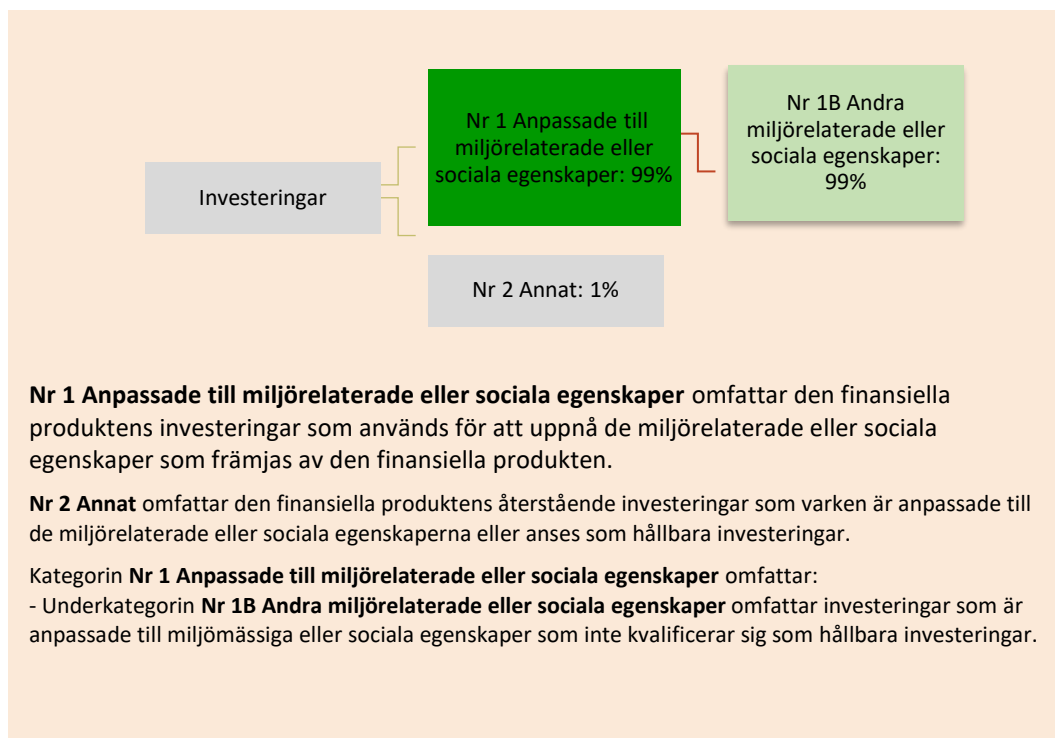 Nr 1 Anpassade till
miljörelaterade eller
sociala egenskaper: 99%
Nr 1B Andra
miljörelaterade eller
sociala egenskaper:
99%
Investeringar
Nr 2 Annat: 1%
Nr 1 Anpassade till miljörelaterade eller sociala egenskaper omfattar den finansiella
produktens investeringar som används för att uppnå de miljörelaterade eller sociala
egenskaper som främjas av den finansiella produkten.
Nr 2 Annat omfattar den finansiella produktens återstående investeringar som varken är anpassade till
de miljörelaterade eller sociala egenskaperna eller anses som hållbara investeringar.
Kategorin Nr 1 Anpassade till miljörelaterade eller sociala egenskaper omfattar:
- Underkategorin Nr 1B Andra miljörelaterade eller sociala egenskaper omfattar investeringar som är
anpassade till miljömässiga eller sociala egenskaper som inte kvalificerar sig som hållbara investeringar.